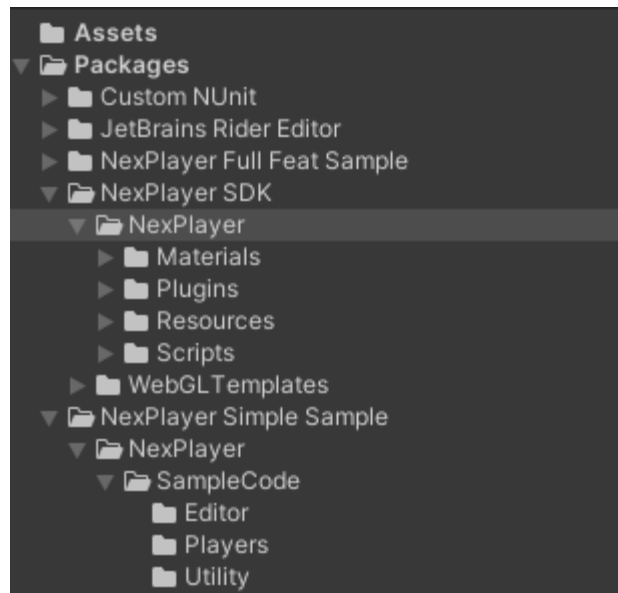 Assets
Packages
Custom NUnit
JetBrains Rider Editor
NexPlayer Full Feat Sample
NexPlayer SDK
NexPlayer
Materials
Plugins
Resources
Scripts
WebGLTemplates
NexPlayer Simple Sample
NexPlayer
SampleCode
Editor
Players
Utility